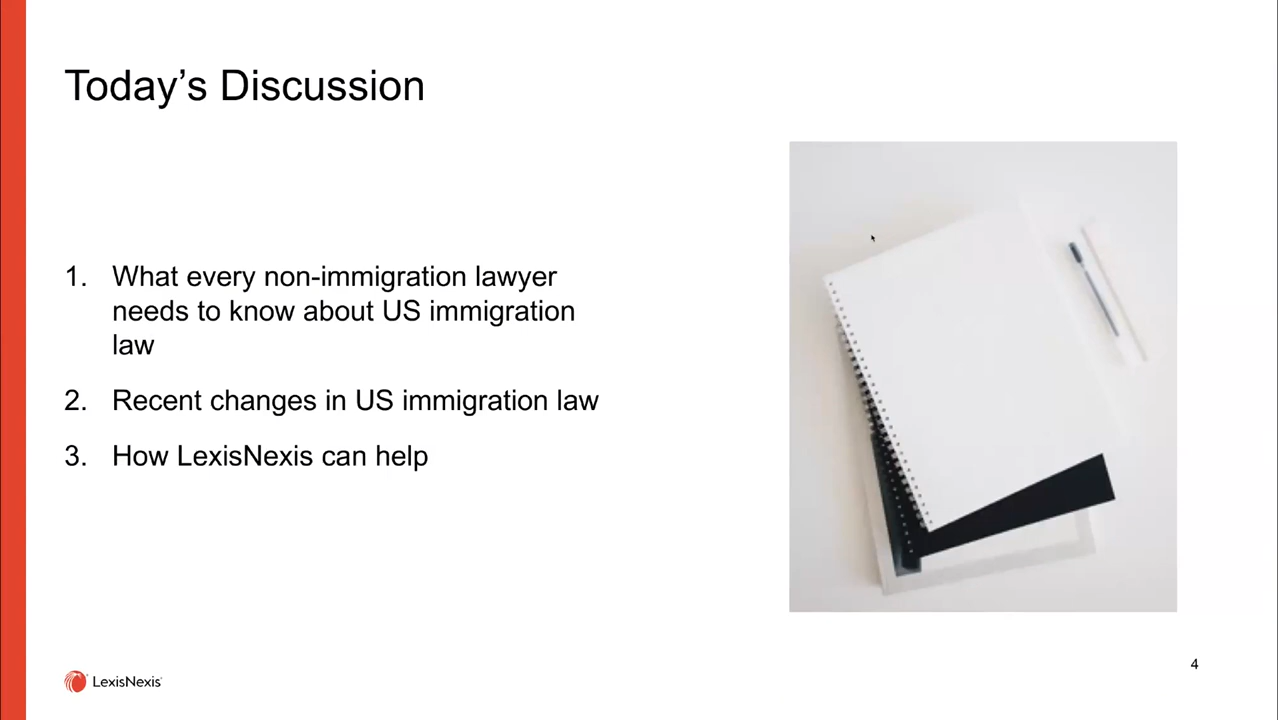 Today’s Discussion
1. What every non-immigration lawyer
needs to know about US immigration
law
2. Recent changes in US immigration law
3. How LexisNexis can help
LexisNexis
4